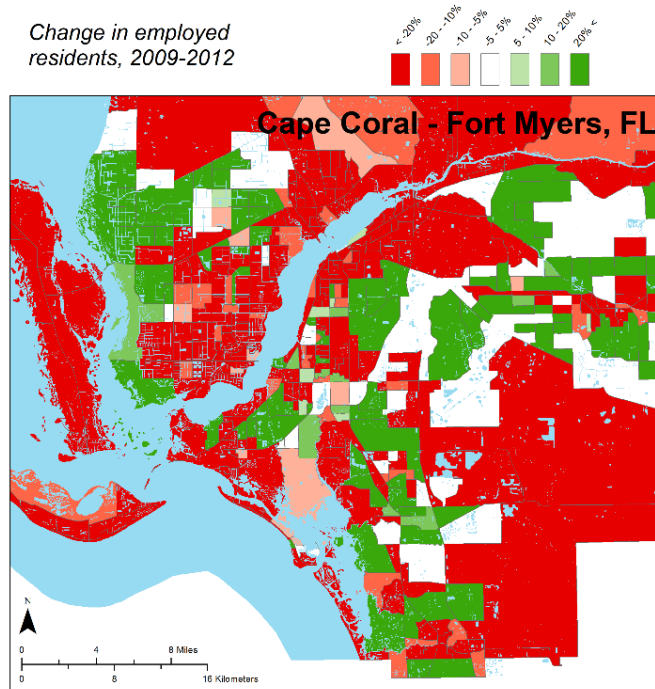 Change in employed
residents, 2009-2012
< -20%
-20 - -10%
-10 - -5%
-5 - 5%
5 - 10%
10 - 20%
20% <
Cape Coral - Fort Myers, FL
N
0 4 8 Miles
0 8 16 Kilometers